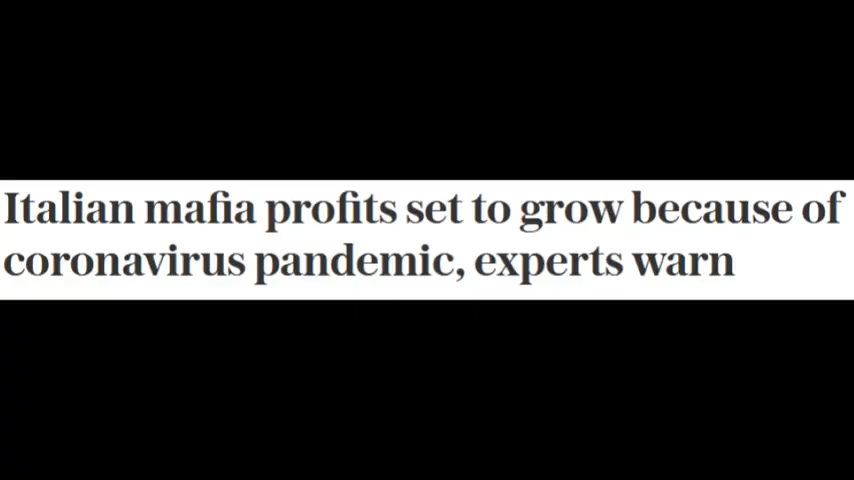 Italian mafia profits set to grow because of
coronavirus pandemic, experts warn